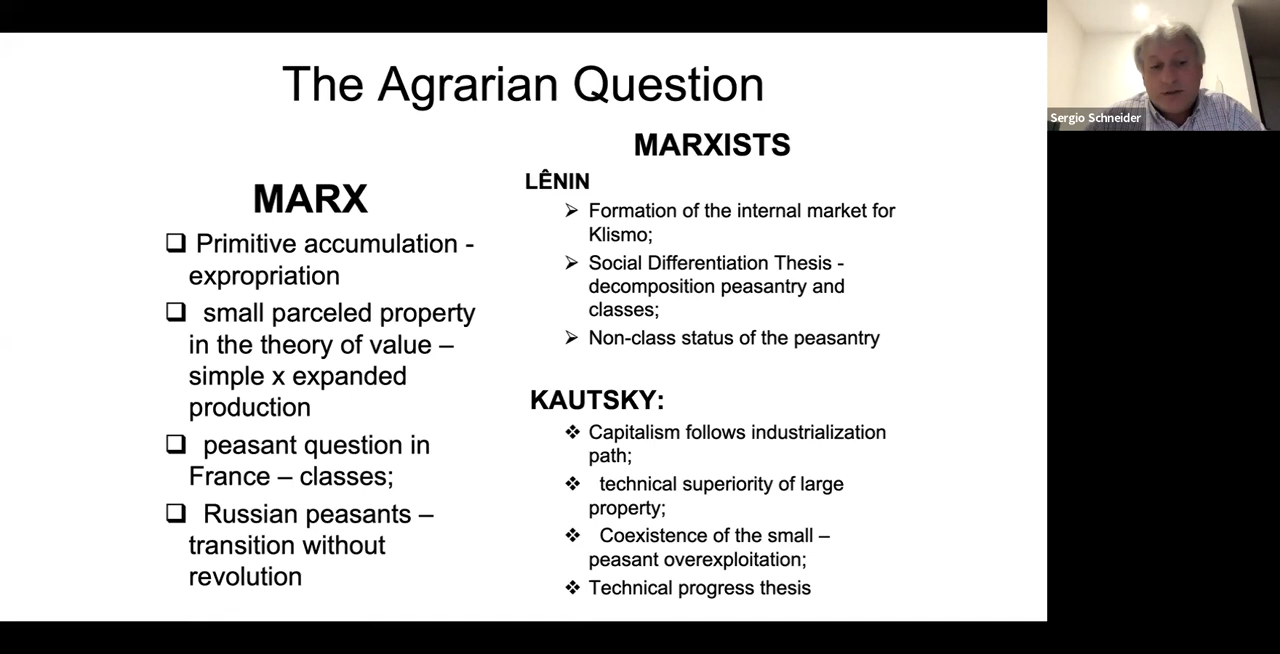 The Agrarian Question
MARX
❑ Primitive accumulation -
expropriation
❑ small parceled property
in the theory of value –
simple x expanded
production
❑ peasant question in
France – classes;
❑ Russian peasants –
transition without
revolution
MARXISTS
LÊNIN
➢ Formation of the internal market for
Klismo;
➢ Social Differentiation Thesis -
decomposition peasantry and
classes;
➢ Non-class status of the peasantry
KAUTSKY:
❖ Capitalism follows industrialization
path;
❖ technical superiority of large
property;
❖ Coexistence of the small –
peasant overexploitation;
❖ Technical progress thesis
Sergio Schneider